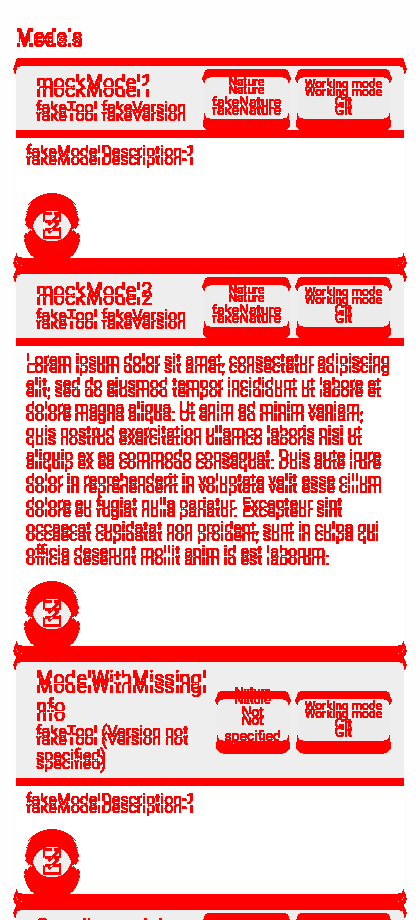 Models
mockModel1
fakeTool fakeVersion
Nature
fakeNature
Working mode
Git
fakeModelDescription-1
mockModel2
fakeTool fakeVersion
Nature
fakeNature
Working mode
Git
Lorem ipsum dolor sit amet, consectetur adipiscing
elit, sed do eiusmod tempor incididunt ut labore et
dolore magna aliqua. Ut enim ad minim veniam,
quis nostrud exercitation ullamco laboris nisi ut
aliquip ex ea commodo consequat. Duis aute irure
dolor in reprehenderit in voluptate velit esse cillum
dolore eu fugiat nulla pariatur. Excepteur sint
occaecat cupidatat non proident, sunt in culpa qui
officia deserunt mollit anim id est laborum.
ModelWithMissingI
nfo
fakeTool (Version not
specified)
Nature
Not
specified
Working mode
Git
fakeModelDescription-1